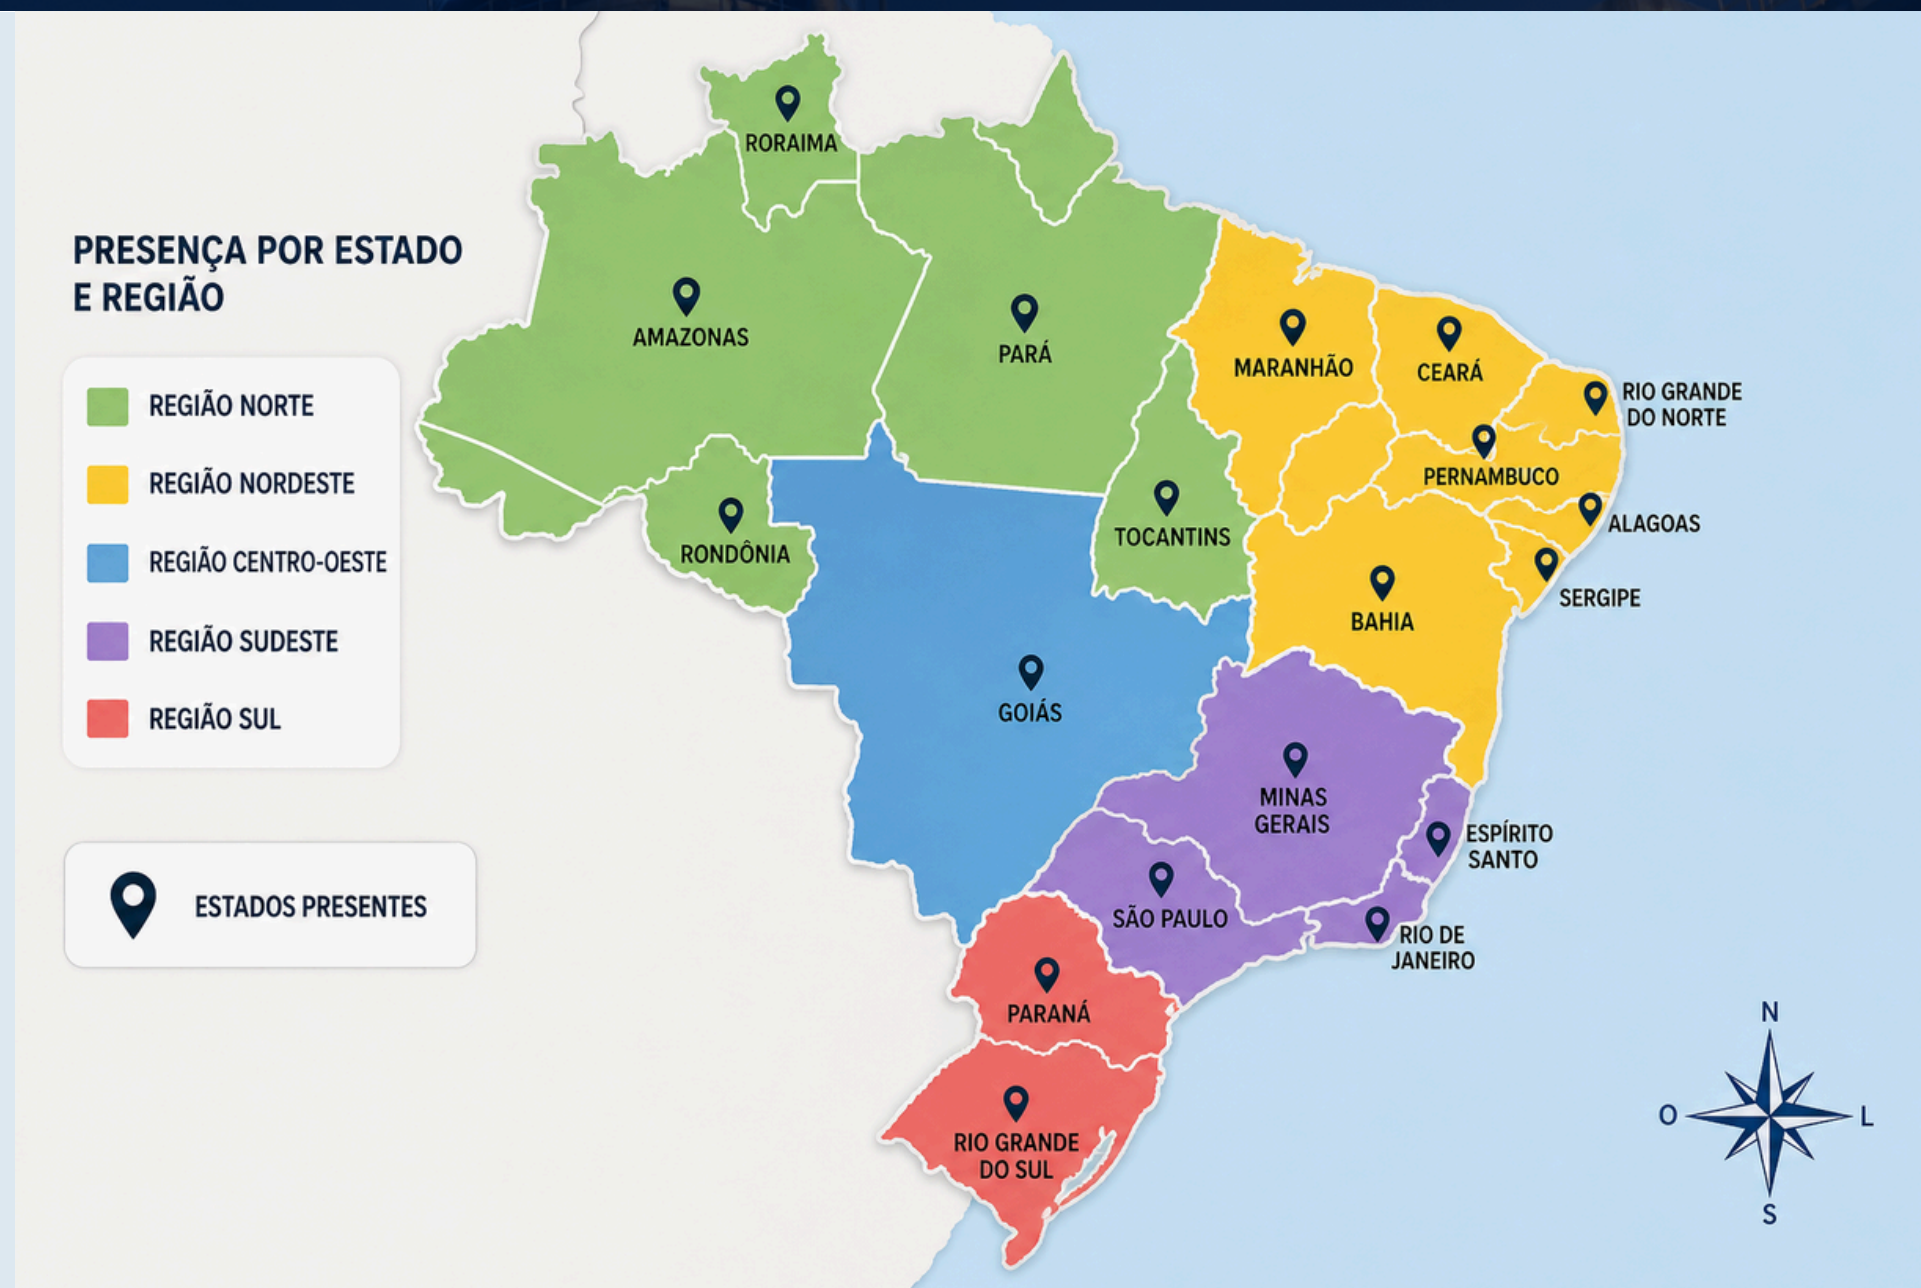 PRESENÇA POR ESTADO
E REGIÃO
REGIÃO NORTE
REGIÃO NORDESTE
REGIÃO CENTRO-OESTE
REGIÃO SUDESTE
REGIÃO SUL
ESTADOS PRESENTES
RORAIMA
AMAZONAS
PARÁ
MARANHÃO
CEARÁ
RIO GRANDE
DO NORTE
PERNAMBUCO
ALAGOAS
SERGIPE
RONDÔNIA
TOCANTINS
BAHIA
GOIÁS
MINAS
GERAIS
ESPÍRITO
SANTO
SÃO PAULO
RIO DE
JANEIRO
PARANÁ
RIO GRANDE
DO SUL
N
O
L
S